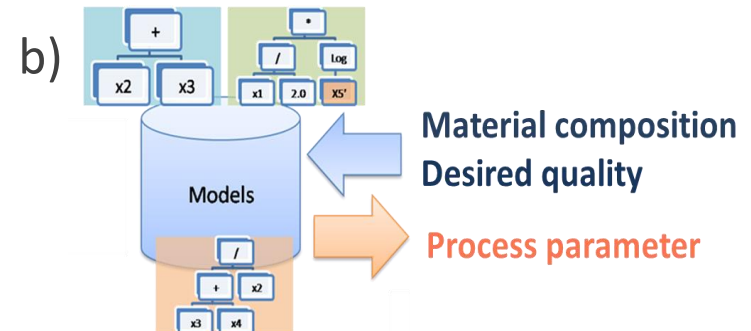 b)
+
x2 x3
*
/ Log
x1 2.0 X5'
Material composition
Desired quality
Models
Process parameter
/
+ x2
x3 x4